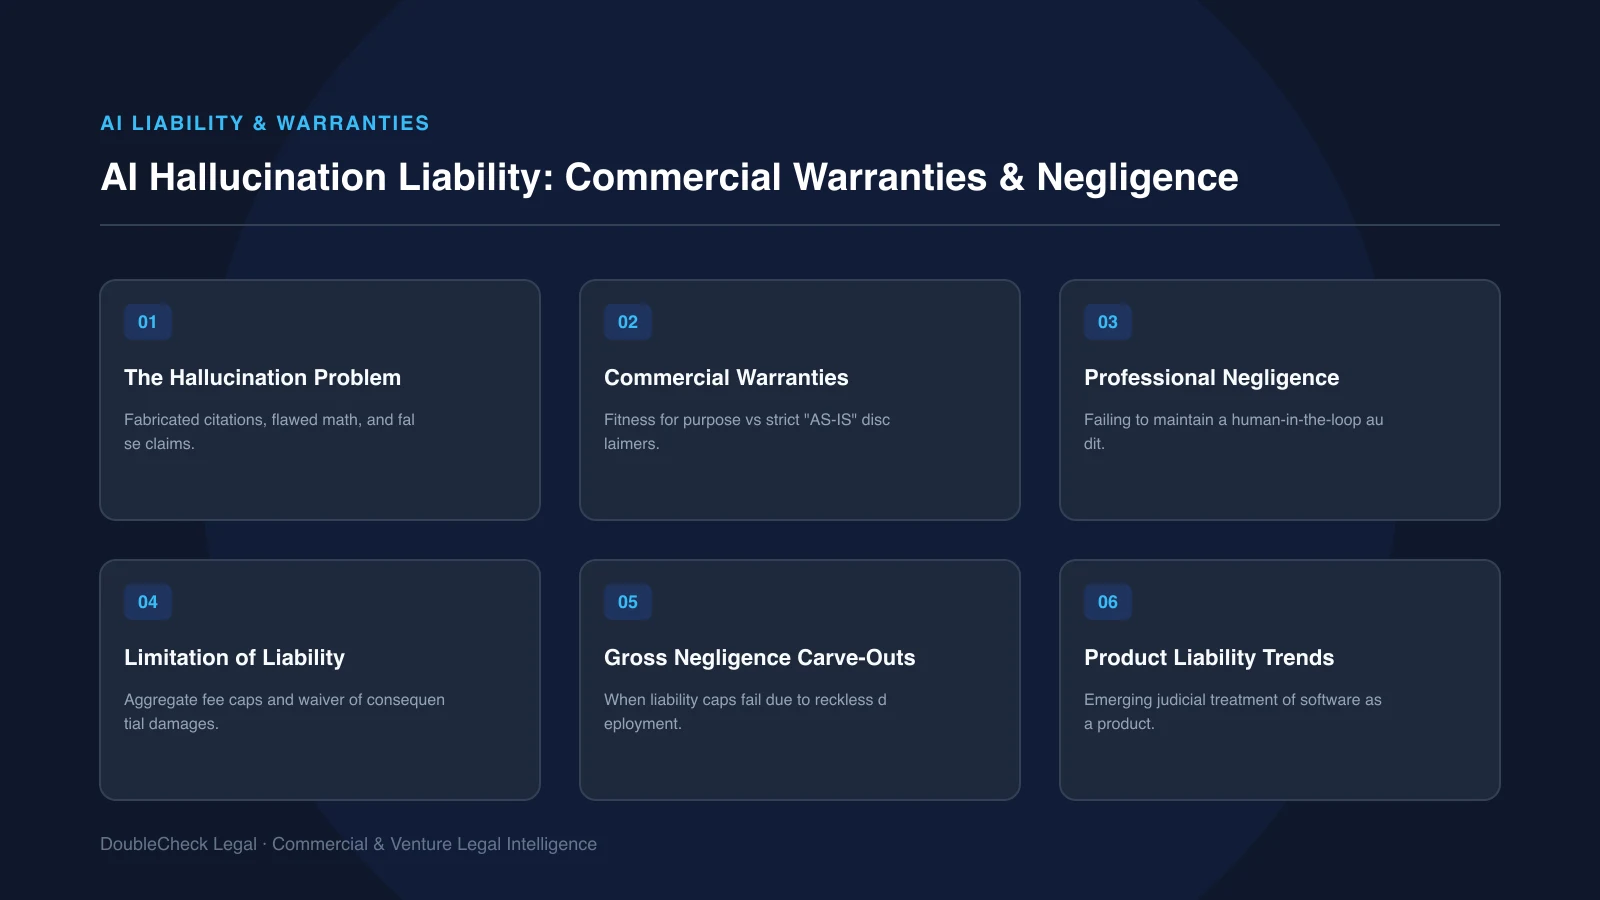 AI LIABILITY & WARRANTIES
AI Hallucination Liability: Commercial Warranties & Negligence
01
The Hallucination Problem
Fabricated citations, flawed math, and fal
se claims.
02
Commercial Warranties
Fitness for purpose vs strict "AS-IS" disc
laimers.
03
Professional Negligence
Failing to maintain a human-in-the-loop au
dit.
04
Limitation of Liability
Aggregate fee caps and waiver of consequen
tial damages.
05
Gross Negligence Carve-Outs
When liability caps fail due to reckless d
eployment.
06
Product Liability Trends
Emerging judicial treatment of software as
a product.
DoubleCheck Legal · Commercial & Venture Legal Intelligence